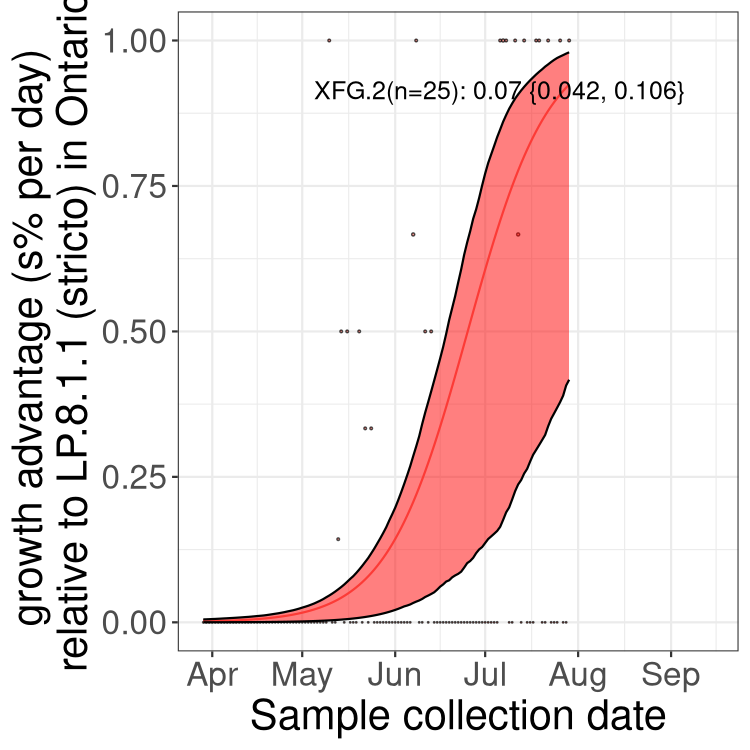 growth advantage (s% per day)
relative to LP.8.1.1 (stricto) in Ontario
1.00
0.75
0.50
0.25
0.00
XFG.2(n=25): 0.07 {0.042, 0.106}
Apr May Jun Jul Aug Sep
Sample collection date